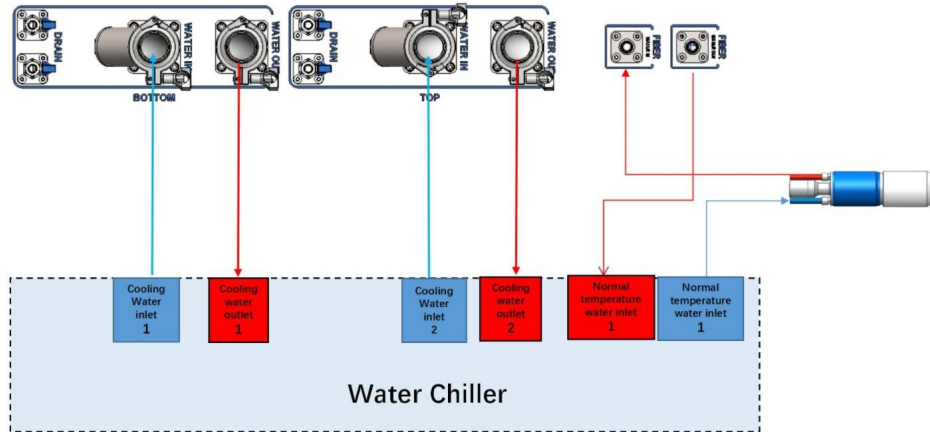 DRAIN
WATER IN
WATER OUT
BOTTOM
DRAIN
WATER IN
WATER OUT
TOP
FIBER
FIBER
Cooling
Water
inlet
1
Cooling
water
outlet
1
Cooling
Water
inlet
2
Cooling
water
outlet
2
Normal
temperature
water inlet
1
Normal
temperature
water inlet
1
Water Chiller